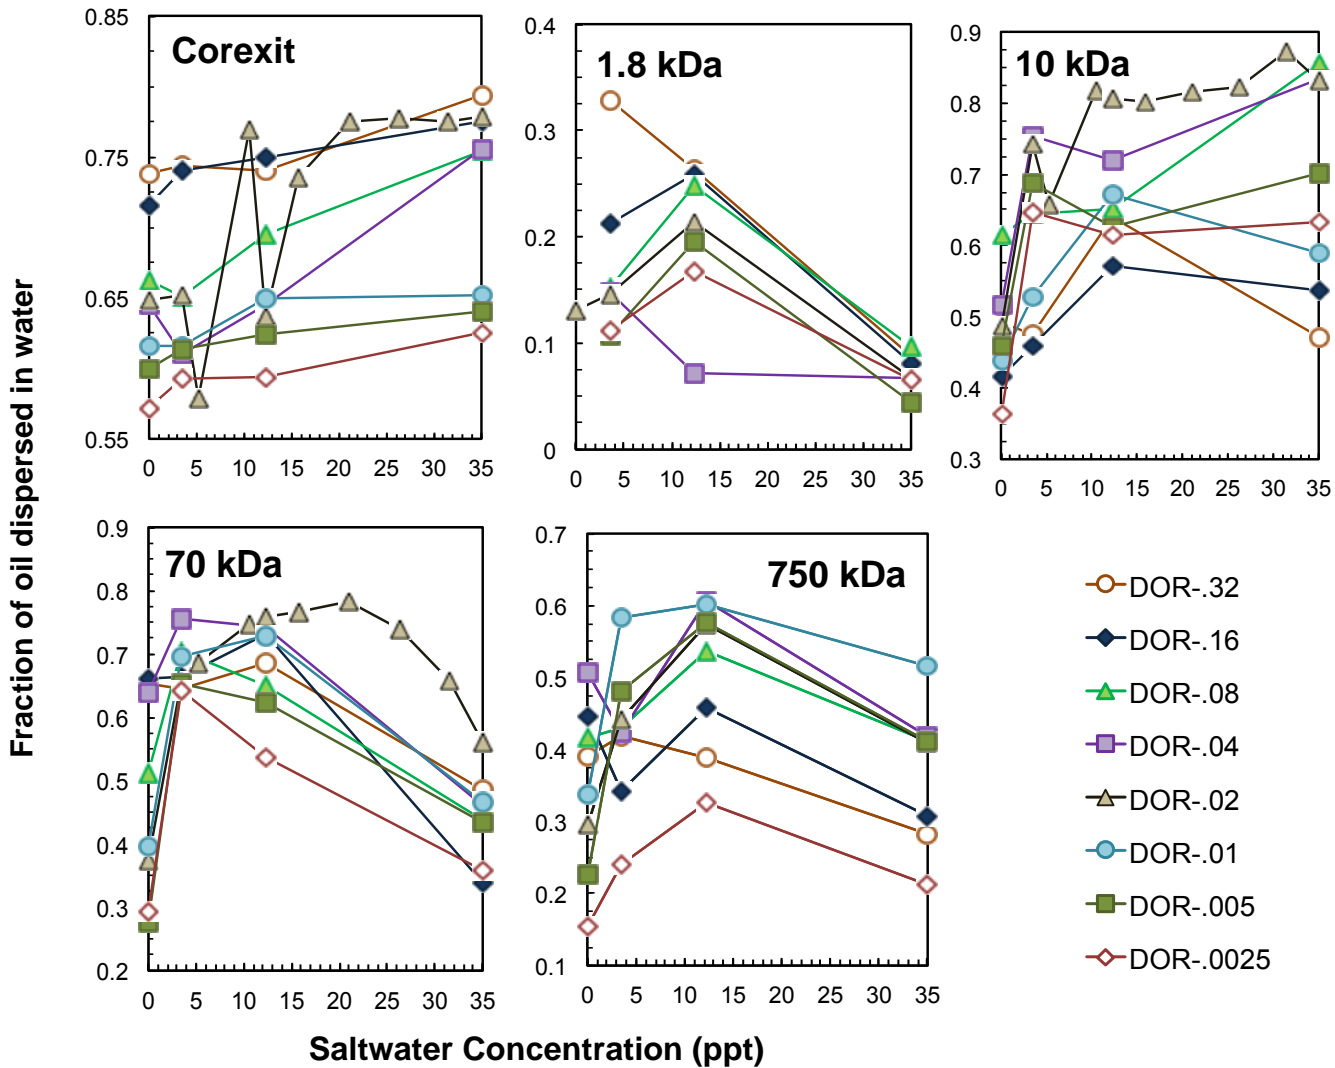 Fraction of oil dispersed in water
Corexit
0.85
0.75
0.65
0.55
0 5 10 15 20 25 30 35
1.8 kDa
0.4
0.3
0.2
0.1
0
0 5 10 15 20 25 30 35
10 kDa
0.9
0.8
0.7
0.6
0.5
0.4
0.3
0 5 10 15 20 25 30 35
70 kDa
0.9
0.8
0.7
0.6
0.5
0.4
0.3
0.2
0 5 10 15 20 25 30 35
750 kDa
0.7
0.6
0.5
0.4
0.3
0.2
0.1
0 5 10 15 20 25 30 35
DOR-.32
DOR-.16
DOR-.08
DOR-.04
DOR-.02
DOR-.01
DOR-.005
DOR-.0025
Saltwater Concentration (ppt)